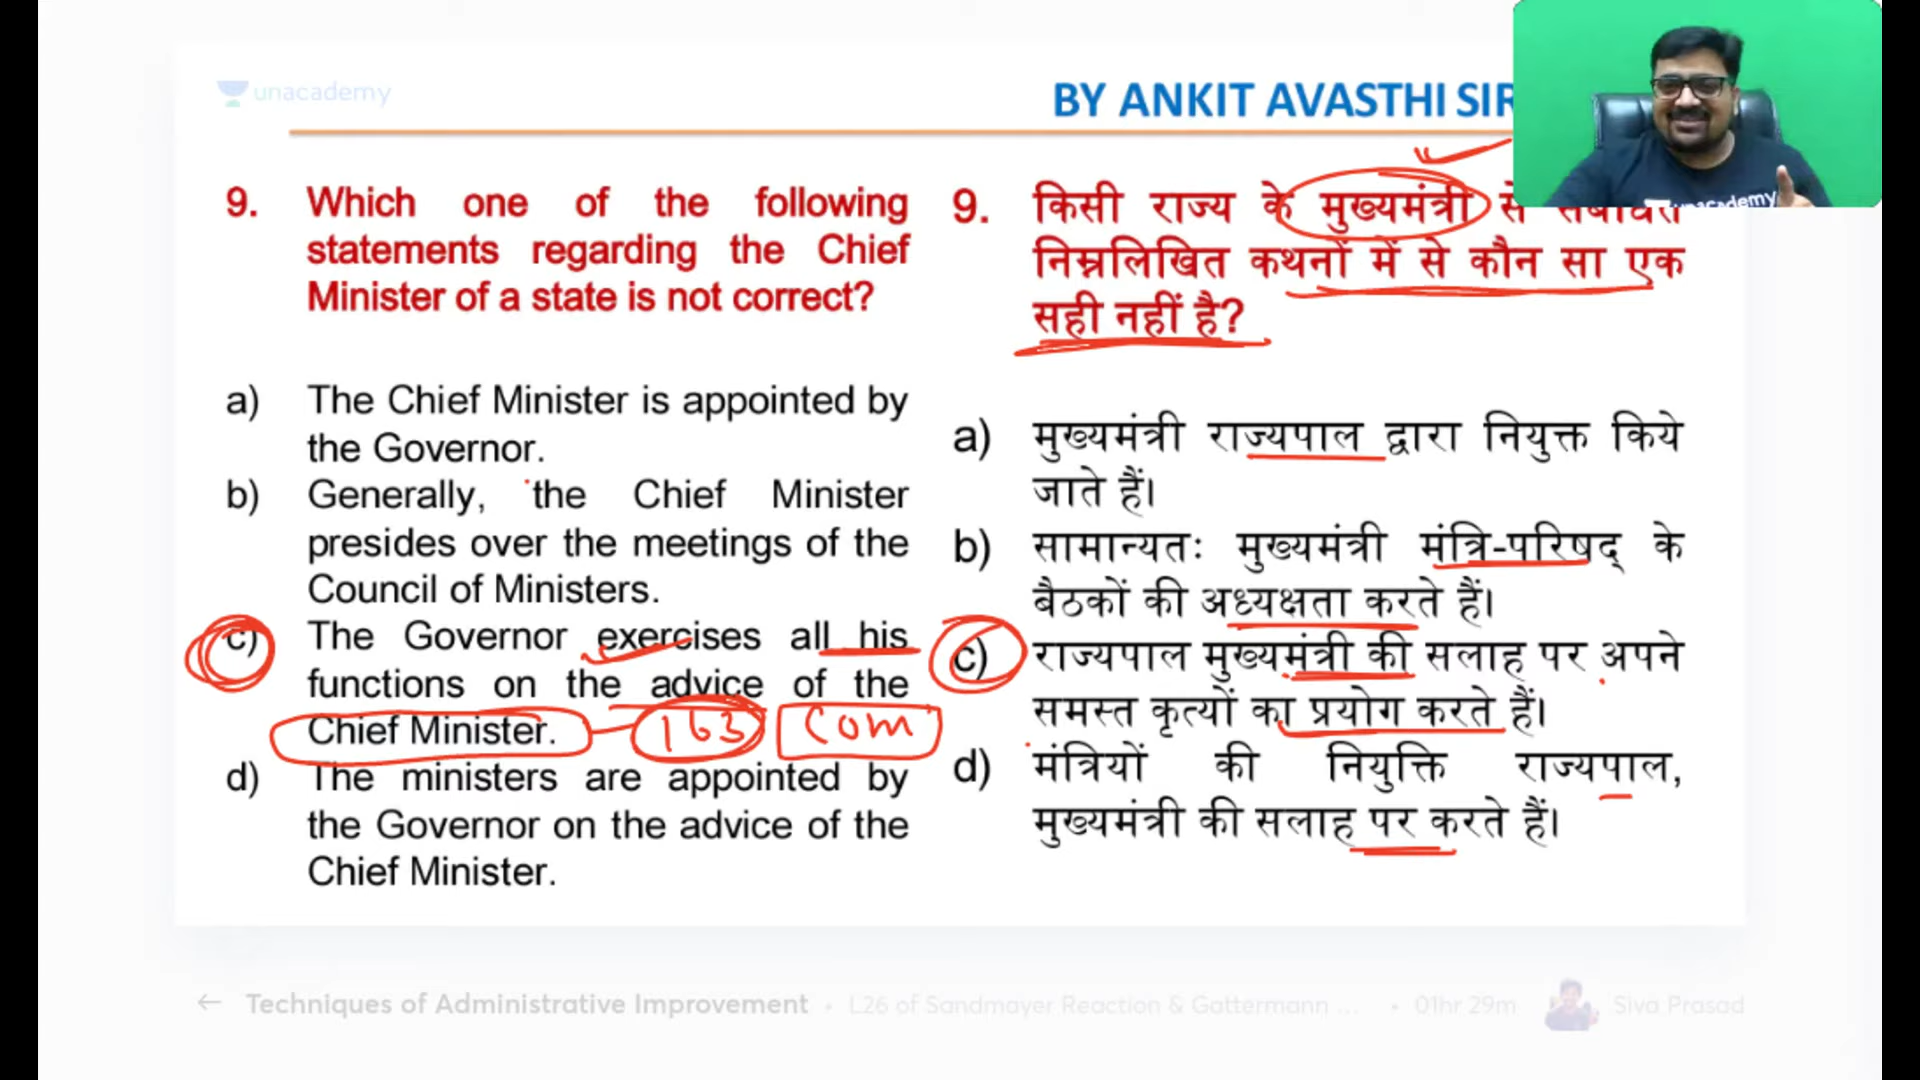 unacademy
BY ANKIT AVASTHI SIR
9. Which one of the following
statements regarding the Chief
Minister of a state is not correct?
a) The Chief Minister is appointed by
the Governor.
b) Generally, the Chief Minister
presides over the meetings of the
Council of Ministers.
c) The Governor exercises all his
functions on the advice of the
Chief Minister. 163 COM
d) The ministers are appointed by
the Governor on the advice of the
Chief Minister.
9. किसी राज्य के मुख्यमंत्री से संबंधित
निम्नलिखित कथनों में से कौन सा एक
सही नहीं है?
a) मुख्यमंत्री राज्यपाल द्वारा नियुक्त किये
जाते हैं।
b) सामान्यतः मुख्यमंत्री मंत्रि-परिषद् के
बैठकों की अध्यक्षता करते हैं।
c) राज्यपाल मुख्यमंत्री की सलाह पर अपने
समस्त कृत्यों का प्रयोग करते हैं।
d) मंत्रियों की नियुक्ति राज्यपाल,
मुख्यमंत्री की सलाह पर करते हैं।
unacademy
← Techniques of Administrative Improvement • L26 of Sandmayer Reaction & Gattermann ... • 01hr 29m Siva Prasad